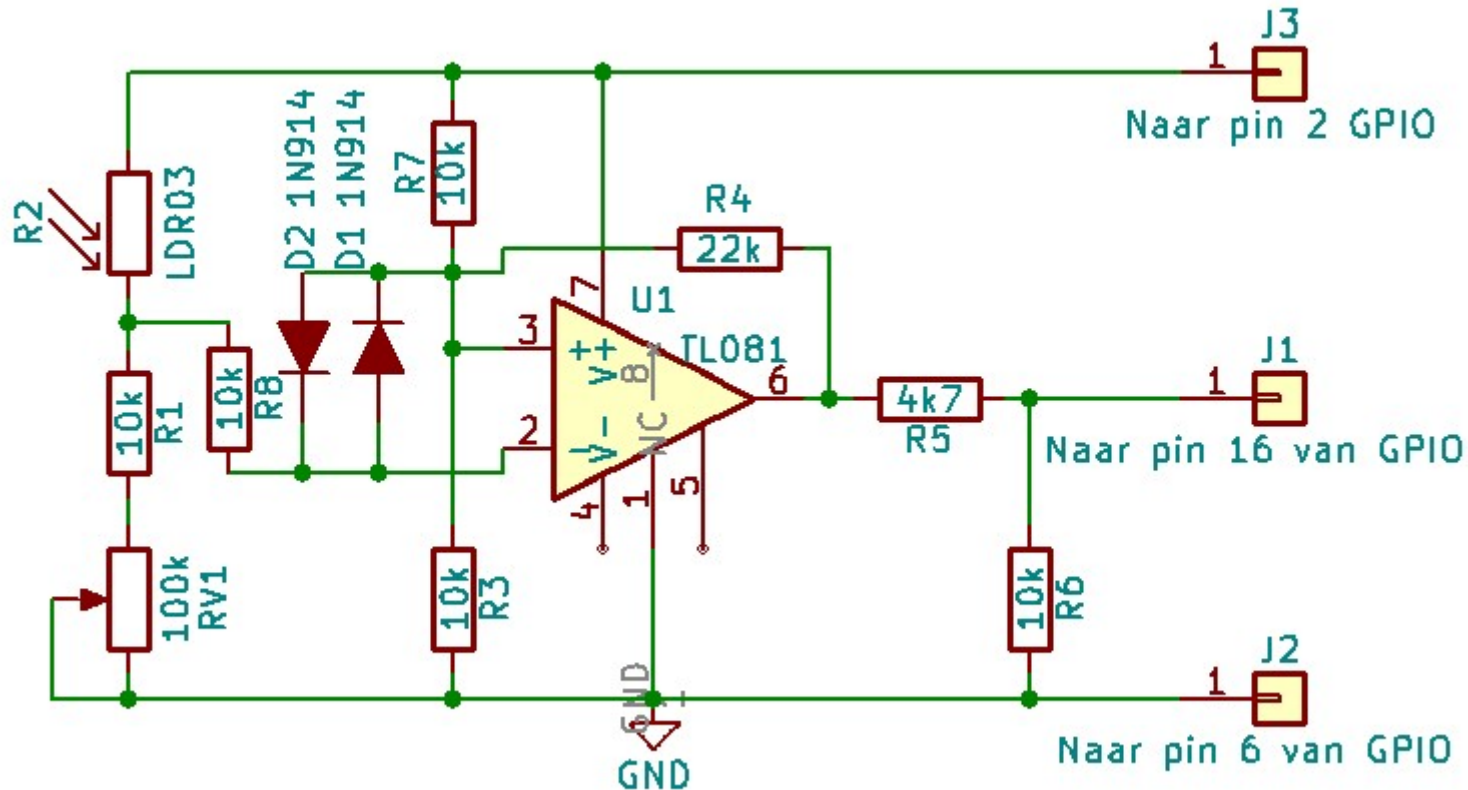 J3
1
Naar pin 2 GPIO
R2
LDR03
D2 1N914
D1 1N914
R7
10k
R4
22k
7
U1
TL081
3
+
V+
8
NC
6
2
-
V-
4
1
5
10k
R1
10k
R8
4k7
R5
J1
1
Naar pin 16 van GPIO
100k
RV1
10k
R3
10k
R6
GND
GND
J2
1
Naar pin 6 van GPIO